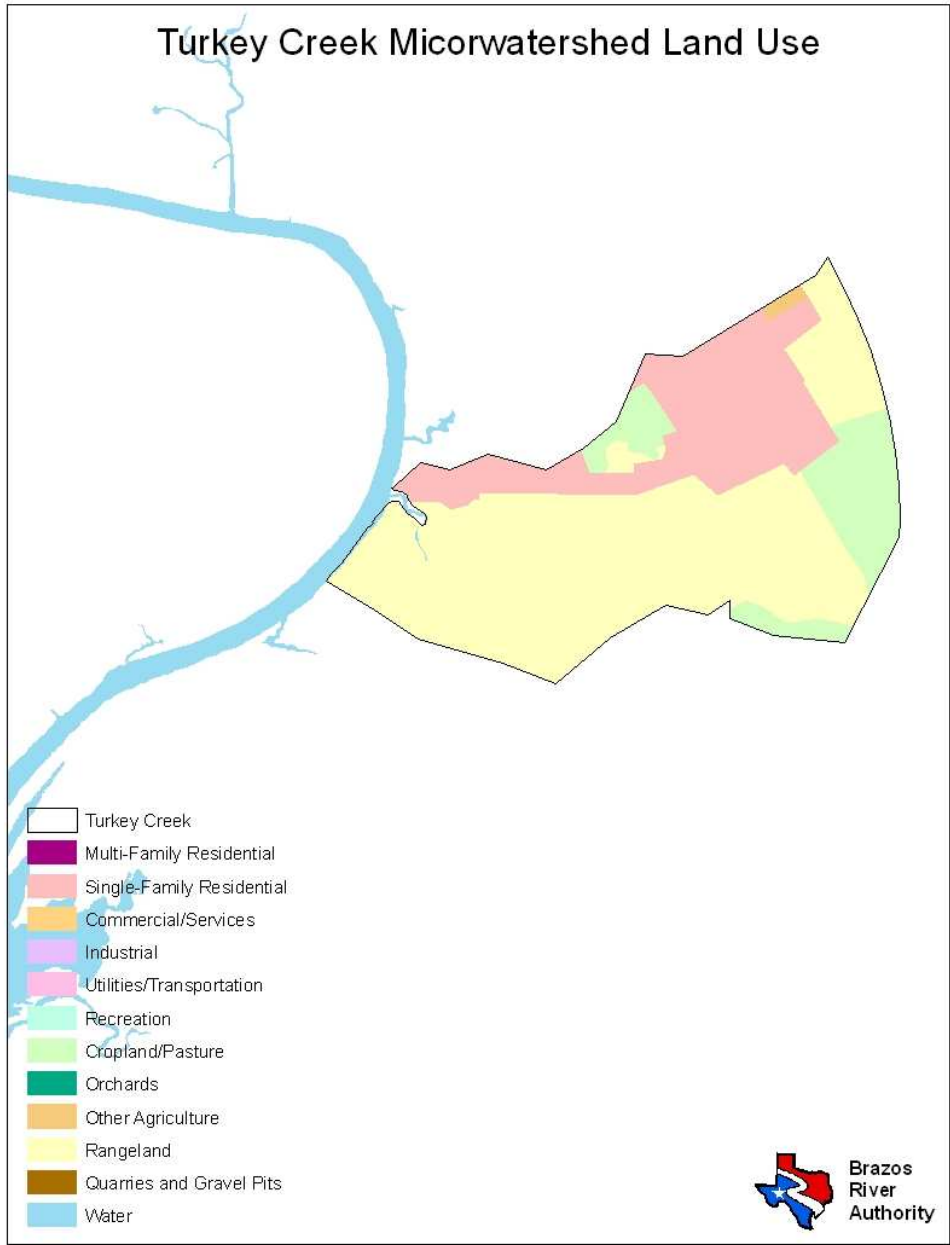 Turkey Creek Micorwatershed Land Use
Turkey Creek
Multi-Family Residential
Single-Family Residential
Commercial/Services
Industrial
Utilities/Transportation
Recreation
Cropland/Pasture
Orchards
Other Agriculture
Rangeland
Quarries and Gravel Pits
Water
Brazos
River
Authority